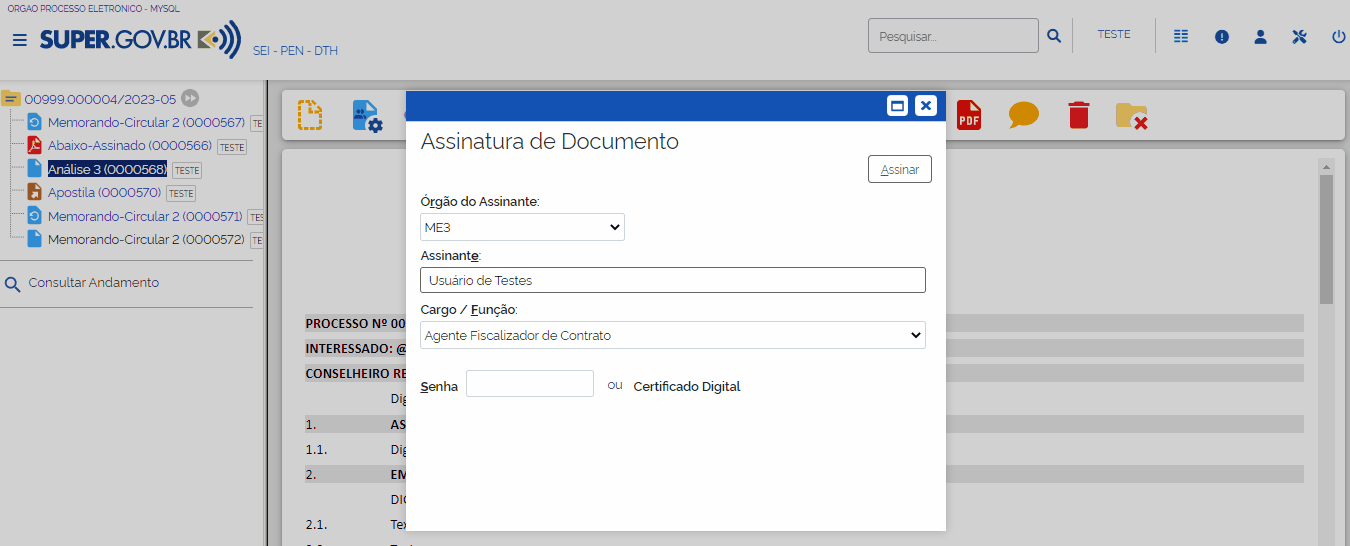 ORGAO PROCESSO ELETRONICO - MYSQL
SUPER.GOV.BR
SEI - PEN - DTH
Pesquisar...
TESTE
00999.000004/2023-05
Memorando-Circular 2 (0000567)
TE
Abaixo-Assinado (0000566)
TESTE
Análise 3 (0000568)
TESTE
Apostila (0000570)
TESTE
Memorando-Circular 2 (0000571)
TE
Memorando-Circular 2 (0000572)
TE
Consultar Andamento
PDF
Assinatura de Documento
Assinar
Órgão do Assinante:
ME3
Assinante:
Usuário de Testes
Cargo / Função:
Agente Fiscalizador de Contrato
Senha ou Certificado Digital
PROCESSO Nº 00
INTERESSADO: @
CONSELHEIRO RE
Dig
1. AS
1.1. Dig
2. EM
DIG
2.1. Tex